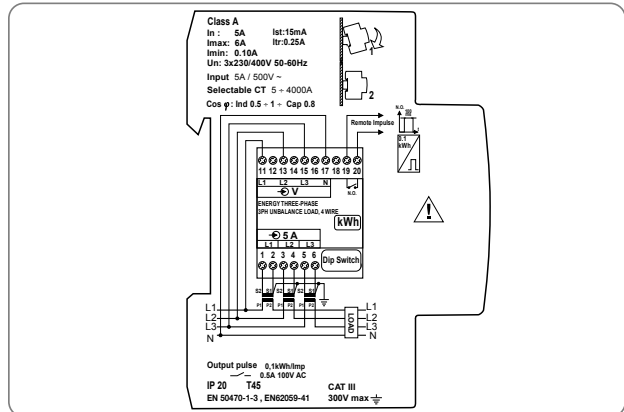 Class A
In : 5A Ist:15mA
Imax: 6A Itr:0.25A
Imin: 0.10A
Un: 3x230/400V 50-60Hz
Input 5A / 500V ~
Selectable CT 5 ÷ 4000A
Cos φ : Ind 0.5 ÷ 1 ÷ Cap 0.8
1
2
N.O.
Remote Impulse
0.1
kWh
11 12 13 14 15 16 17 18 19 20
L1 L2 L3 N
V
N.O.
ENERGY THREE-PHASE
3PH UNBALANCE LOAD, 4 WIRE
kWh
5 A
L1 L2 L3
1 2 3 4 5 6
Dip Switch
S2 S1 S2 S1 S2 S1
P1 P2 P1 P2 P1 P2
L1 L1
L2 L2
L3 L3
N N
LOAD
Output pulse 0,1kWh/Imp
0.5A 100V AC
IP 20 T45 CAT III
EN 50470-1-3 , EN62059-41 300V max